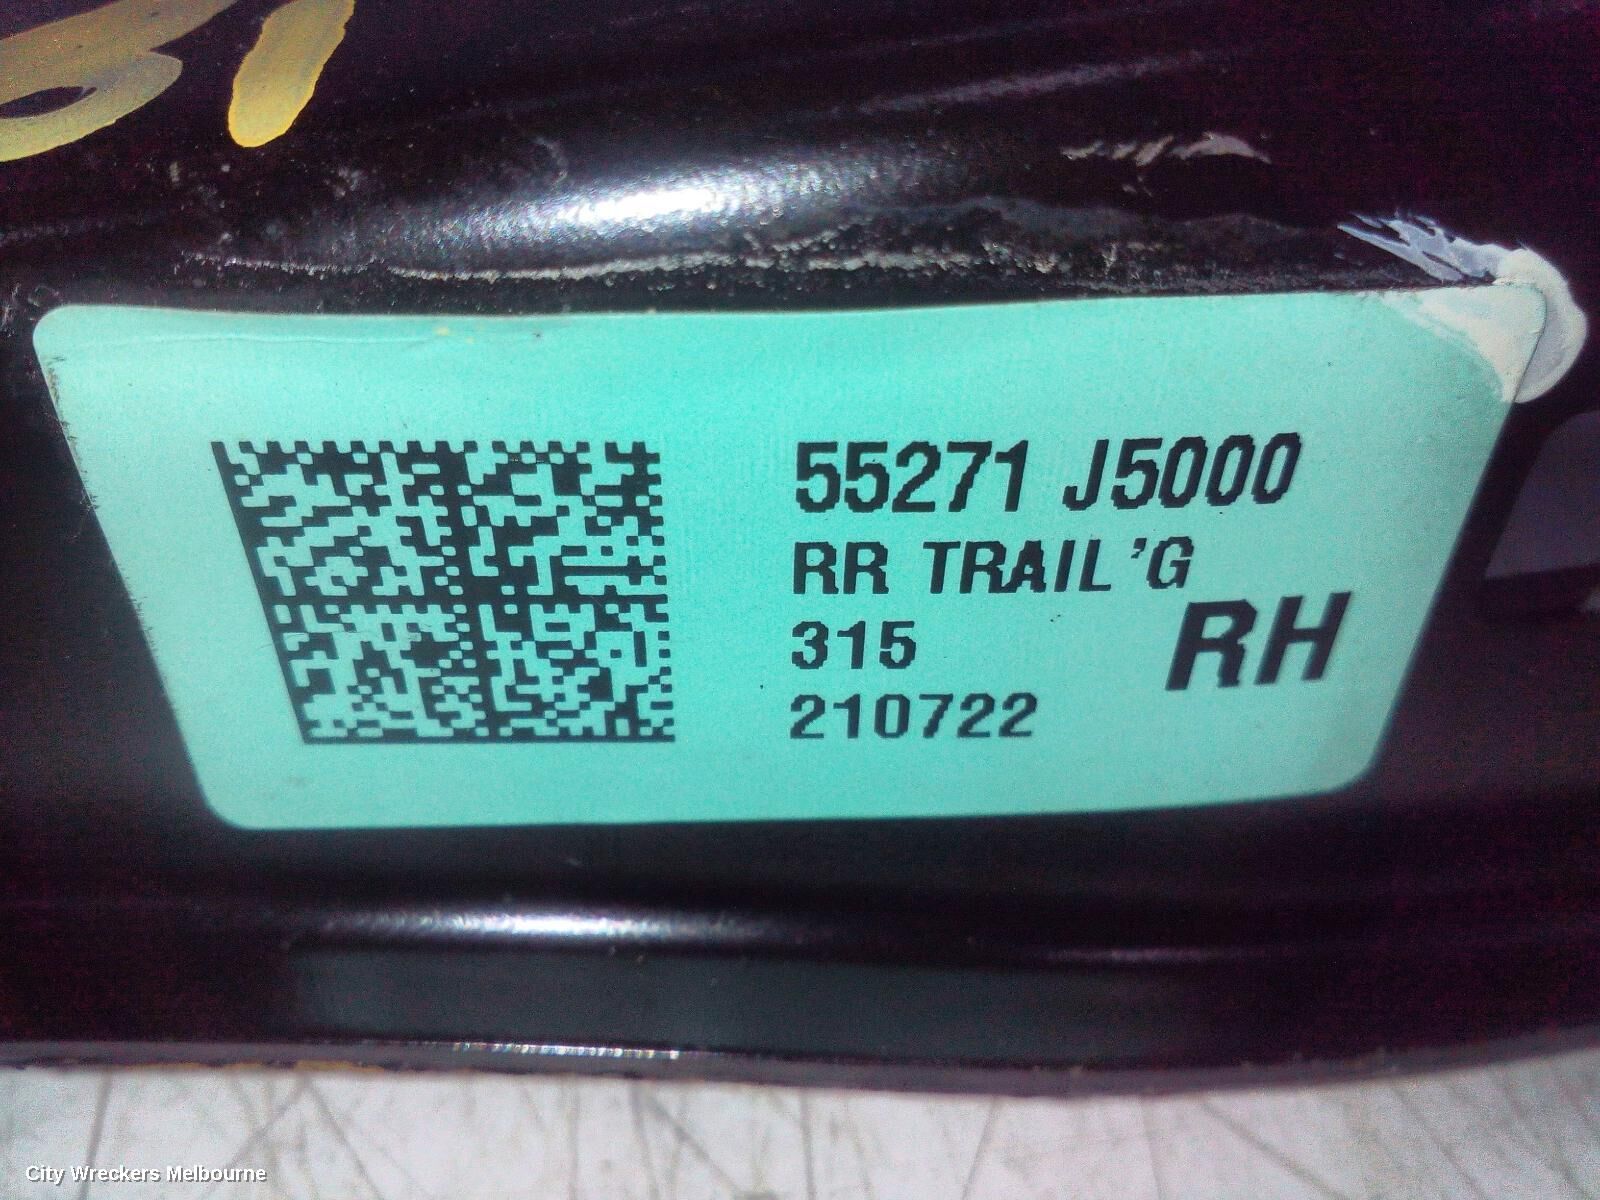 55271 J5000
RR TRAIL'G
315
RH
210722
City Wreckers Melbourne